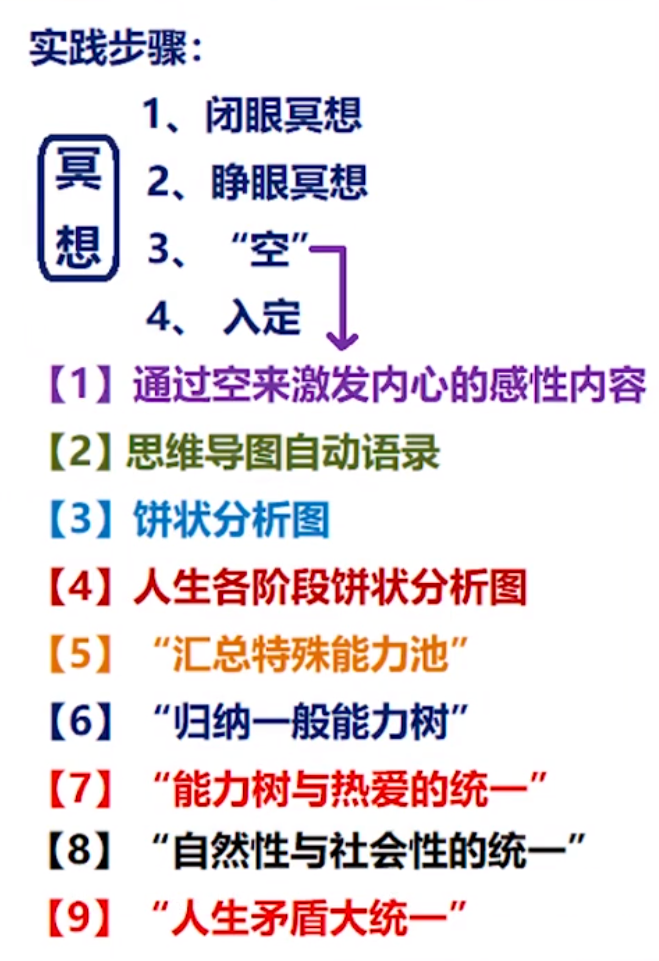 实践步骤：
冥想
1、闭眼冥想
2、睁眼冥想
3、“空”
4、入定
【1】通过空来激发内心的感性内容
【2】思维导图自动语录
【3】饼状分析图
【4】人生各阶段饼状分析图
【5】“汇总特殊能力池”
【6】“归纳一般能力树”
【7】“能力树与热爱的统一”
【8】“自然性与社会性的统一”
【9】“人生矛盾大统一”